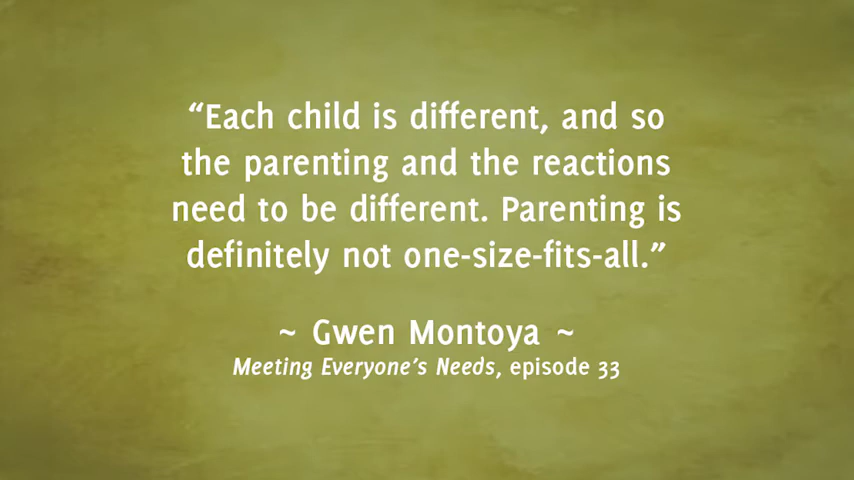 “Each child is different, and so
the parenting and the reactions
need to be different. Parenting is
definitely not one-size-fits-all.”
~ Gwen Montoya ~
Meeting Everyone’s Needs, episode 33